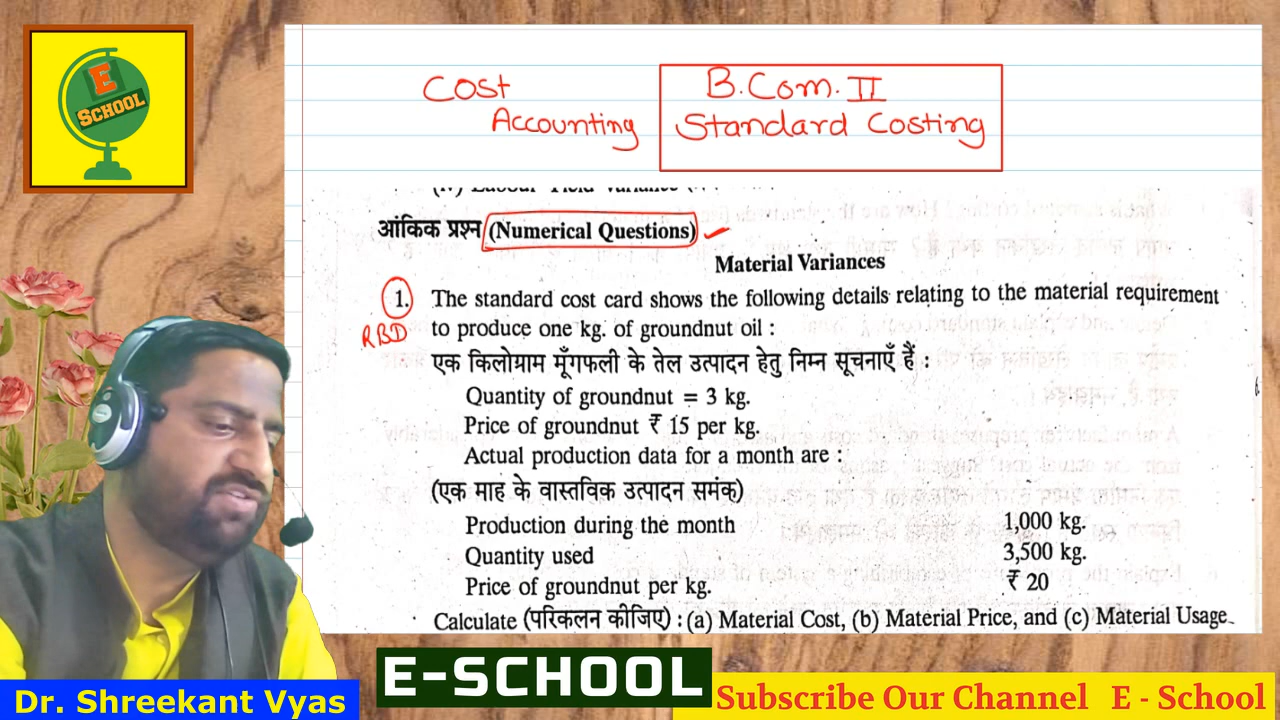 E
SCHOOL
Cost
Accounting
B.Com. II
Standard Costing
आंकिक प्रश्न (Numerical Questions)
Material Variances
1. The standard cost card shows the following details relating to the material requirement
RBD
to produce one kg. of groundnut oil :
एक किलोग्राम मूँगफली के तेल उत्पादन हेतु निम्न सूचनाएँ हैं :
Quantity of groundnut = 3 kg.
Price of groundnut ₹ 15 per kg.
Actual production data for a month are :
(एक माह के वास्तविक उत्पादन समंक)
Production during the month 1,000 kg.
Quantity used 3,500 kg.
Price of groundnut per kg. ₹ 20
Calculate (परिकलन कीजिए) : (a) Material Cost, (b) Material Price, and (c) Material Usage
E-SCHOOL
Dr. Shreekant Vyas
Subscribe Our Channel E - School